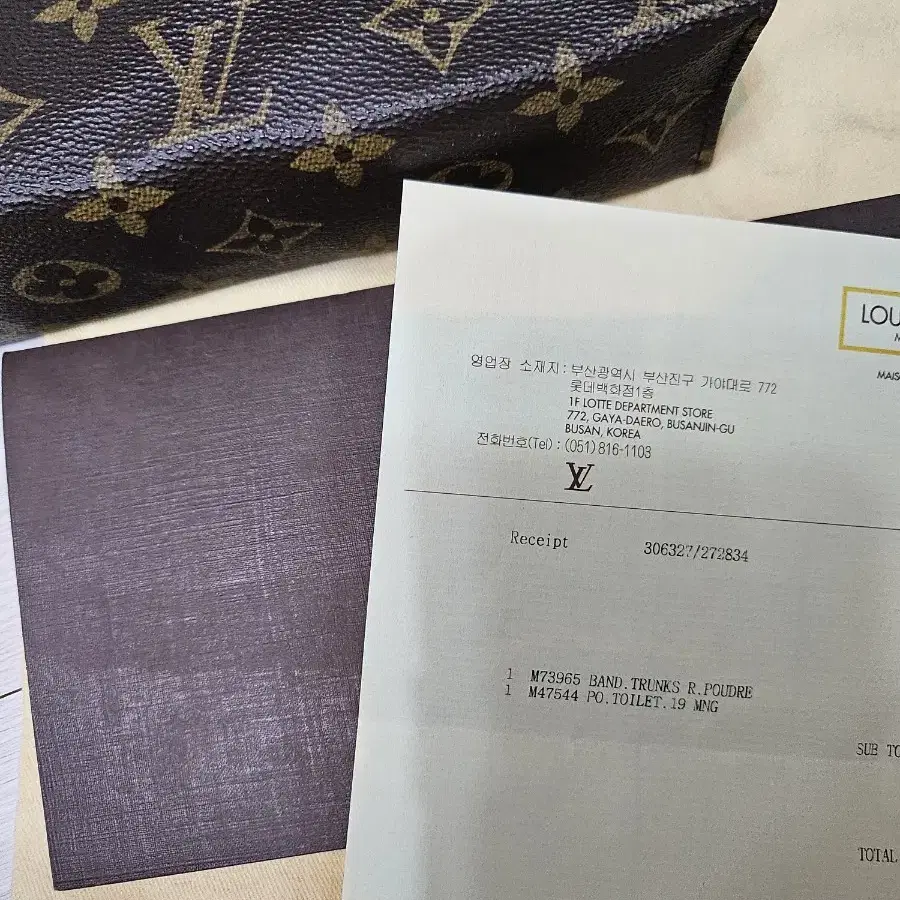 LV
LOU
M
MAIS
영업장 소재지 : 부산광역시 부산진구 가야대로 772
롯데백화점1층
1F LOTTE DEPARTMENT STORE
772, GAYA-DAERO, BUSANJIN-GU
BUSAN, KOREA
전화번호(Tel) : (051)816-1103
LV
Receipt 306327/272834
1 M73965 BAND.TRUNKS R.POUDRE
1 M47544 PO.TOILET.19 MNG
SUB TO
TOTAL